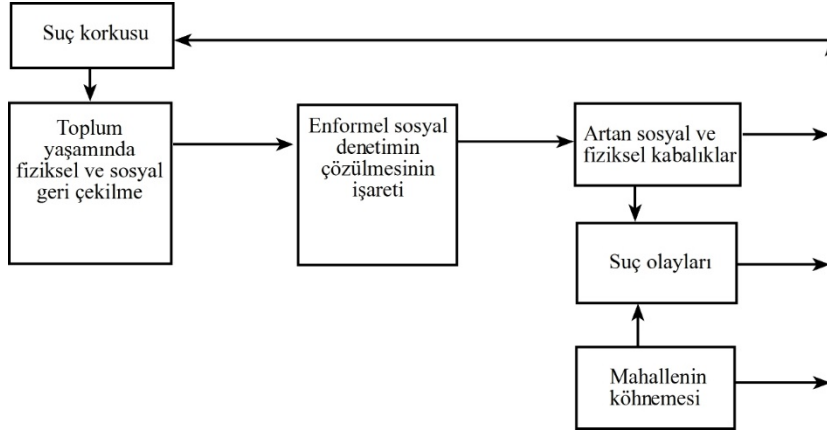 Suç korkusu
Toplum
yaşamında
fiziksel ve sosyal
geri çekilme
Enformel sosyal
denetimin
çözülmesinin
işareti
Artan sosyal ve
fiziksel kabalıklar
Suç olayları
Mahallenin
köhnemesi